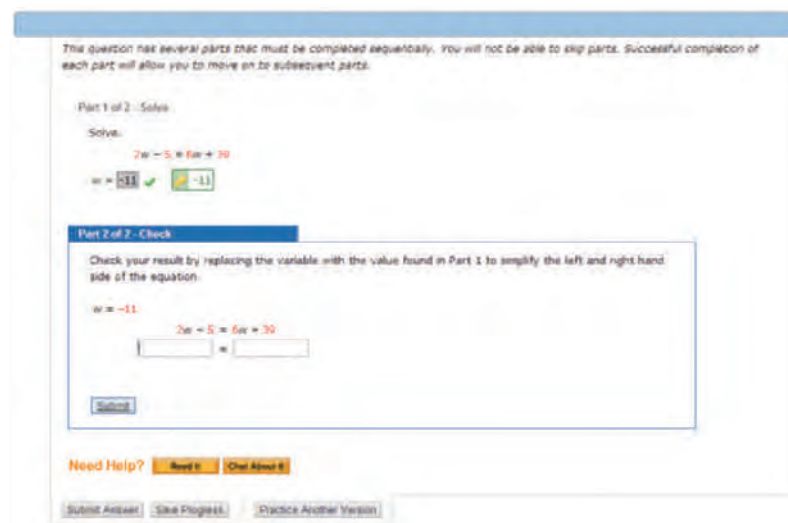 This question has several parts that must be completed sequentially. You will not be able to skip parts. Successful completion of
each part will allow you to move on to subsequent parts.
Part 1 of 2 - Solve
Solve.
2w - 5 = 6w + 39
w = -11 ✓ -11
Part 2 of 2 - Check
Check your result by replacing the variable with the value found in Part 1 to simplify the left and right hand
side of the equation.
w = -11
2w - 5 = 6w + 39
=
Submit
Need Help? Read It Chat About It
Submit Answer Save Progress Practice Another Version